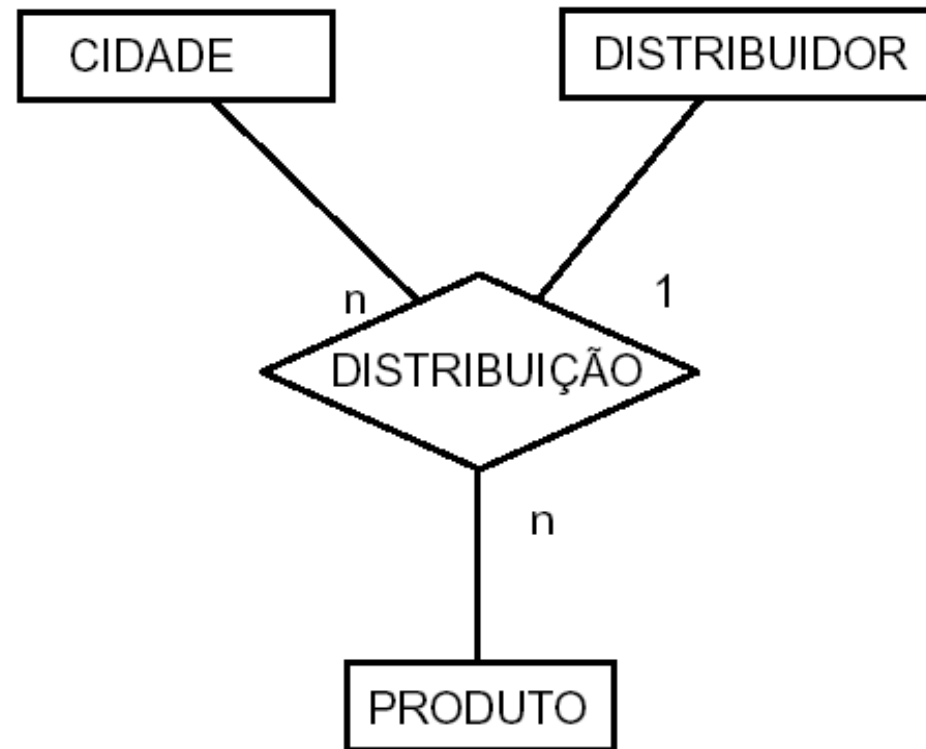 CIDADE
DISTRIBUIDOR
n
1
DISTRIBUIÇÃO
n
PRODUTO